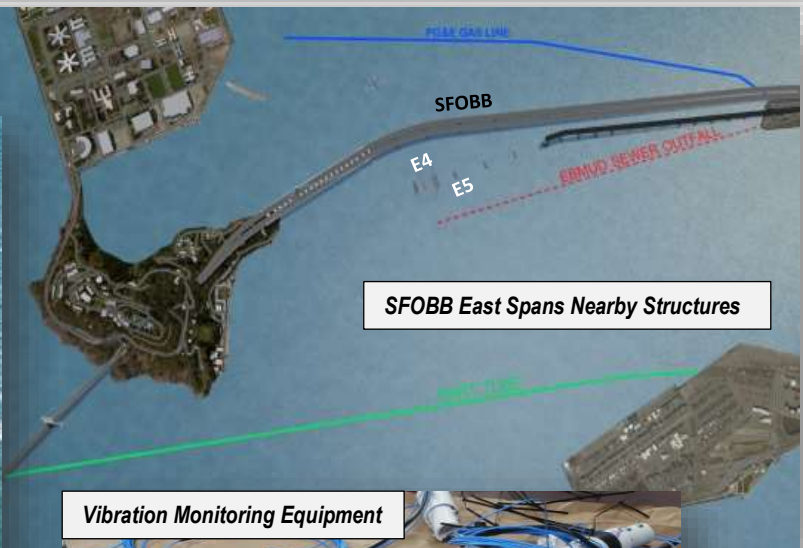 PG&E GAS LINE
SFOBB
E4
E5
EBMUD SEWER OUTFALL
SFOBB East Spans Nearby Structures
BART TUBE
Vibration Monitoring Equipment